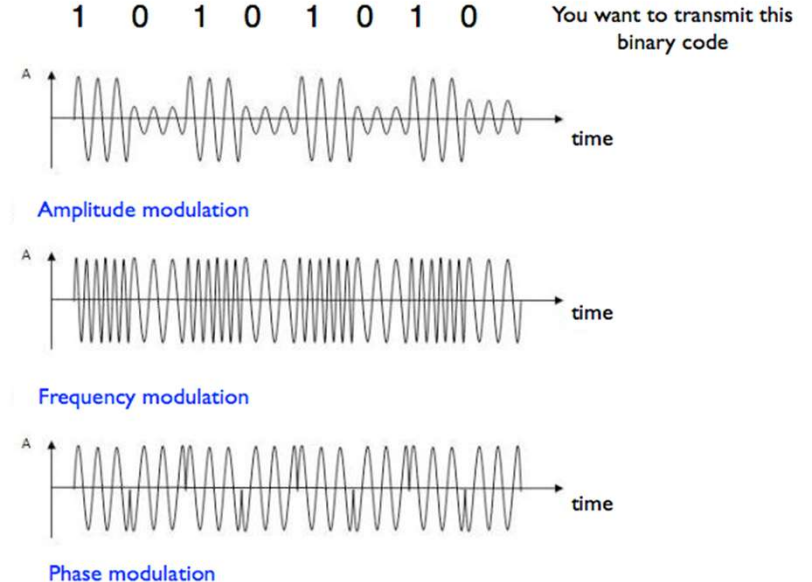 1 0 1 0 1 0 1 0
You want to transmit this
binary code
A
time
Amplitude modulation
A
time
Frequency modulation
A
time
Phase modulation